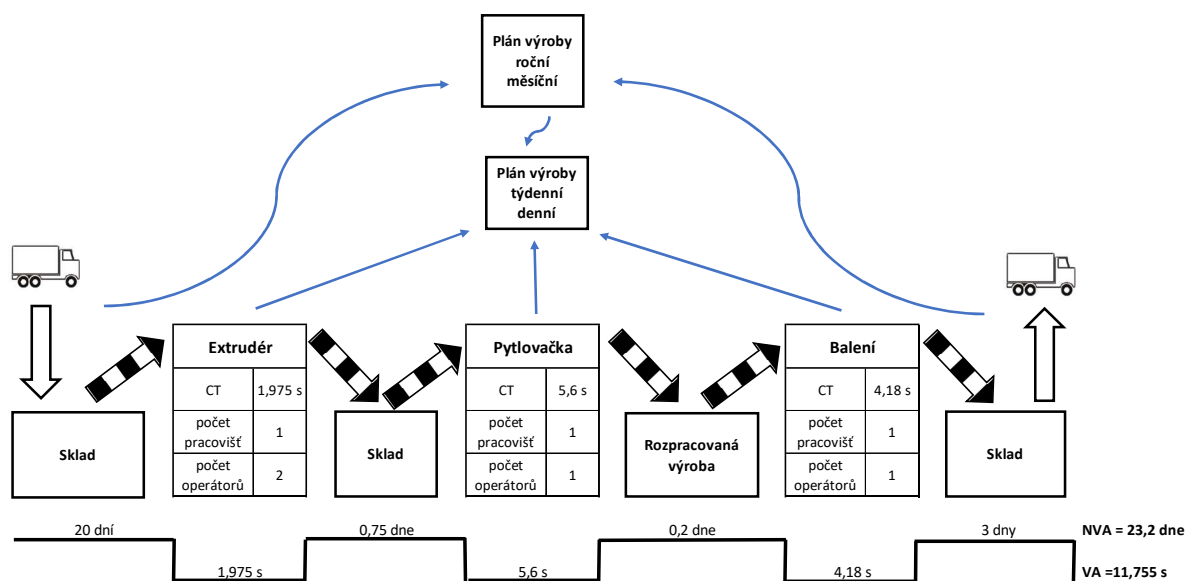 Plán výroby
roční
měsíční
Plán výroby
týdenní
denní
Extrudér
CT 1,975 s
počet
pracovišť 1
počet
operátorů 2
Pytlovačka
CT 5,6 s
počet
pracovišť 1
počet
operátorů 1
Balení
CT 4,18 s
počet
pracovišť 1
počet
operátorů 1
Sklad
Sklad
Rozpracovaná
výroba
Sklad
20 dní 0,75 dne 0,2 dne 3 dny NVA = 23,2 dne
1,975 s 5,6 s 4,18 s VA =11,755 s